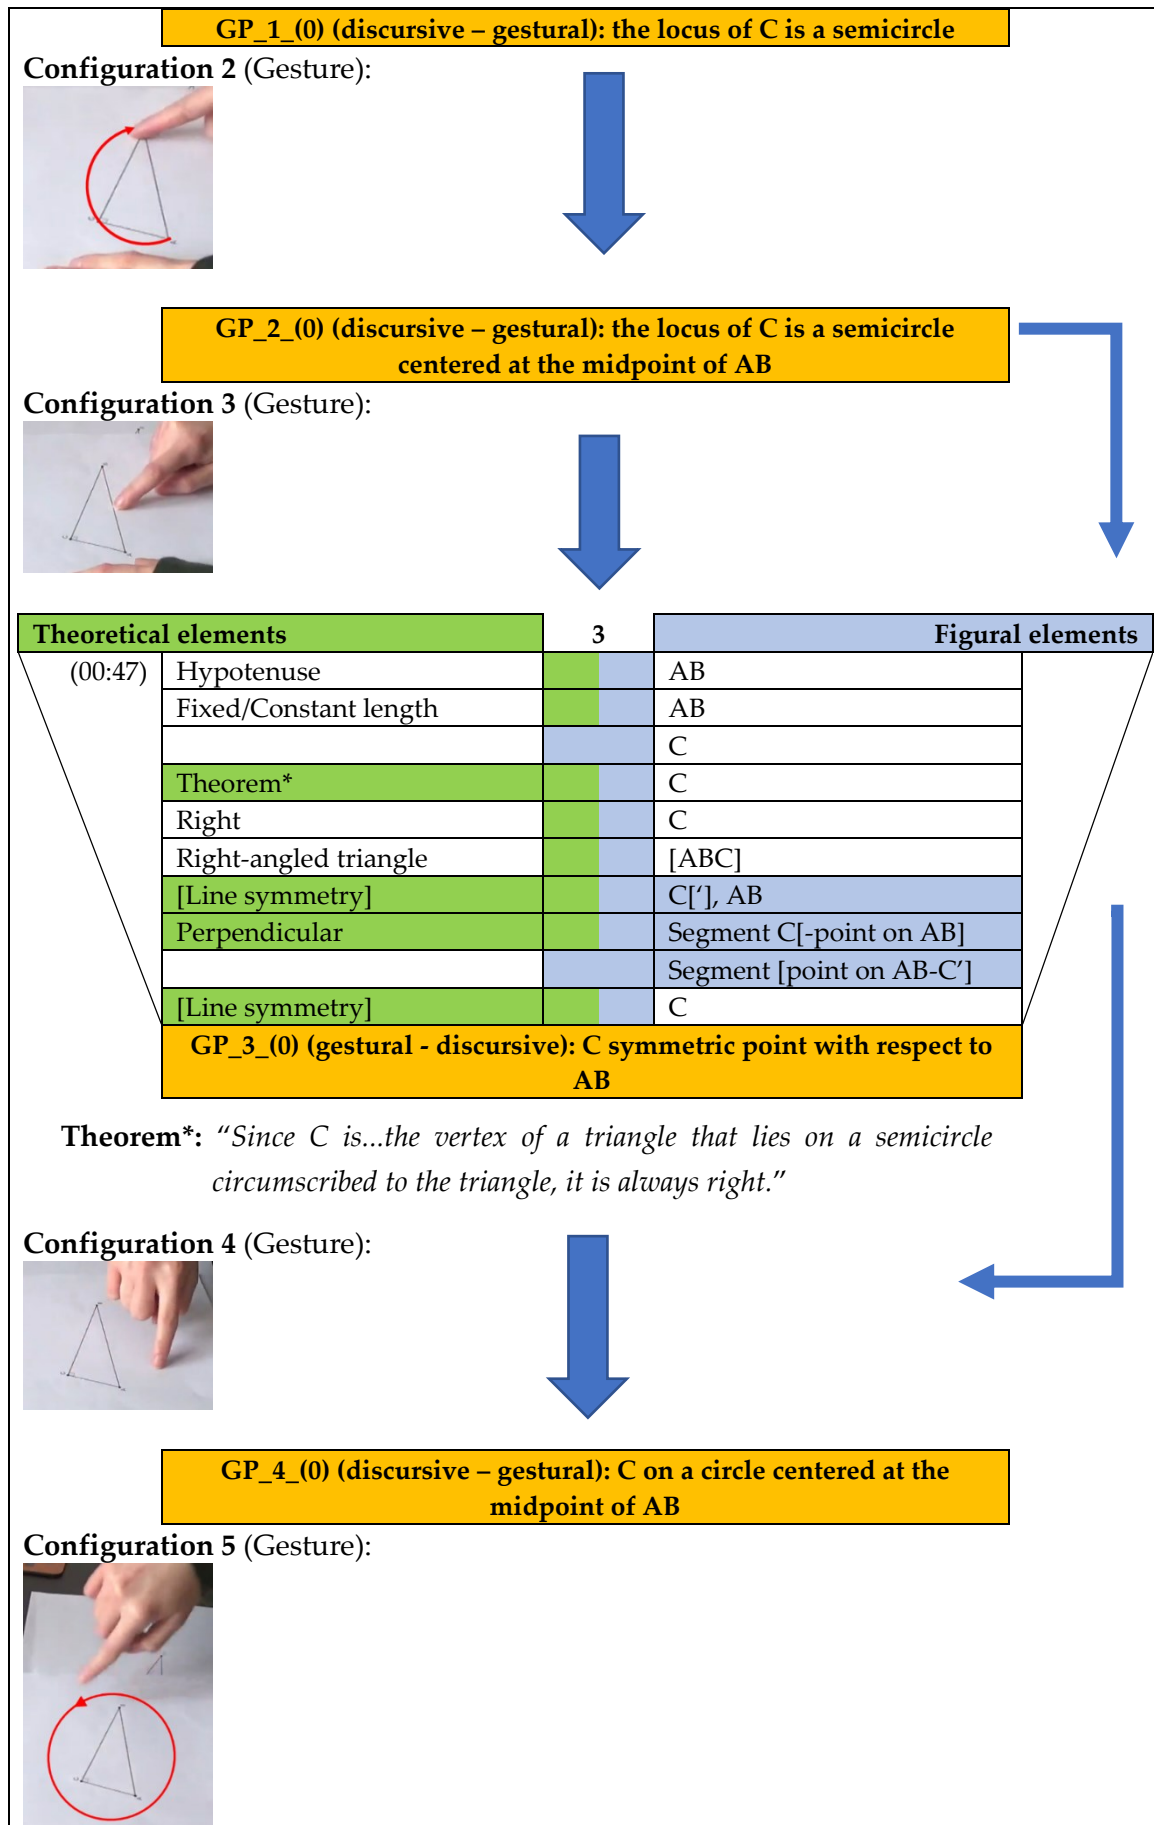 GP_1_(0) (discursive – gestural): the locus of C is a semicircle
Configuration 2 (Gesture):
GP_2_(0) (discursive – gestural): the locus of C is a semicircle
centered at the midpoint of AB
Configuration 3 (Gesture):
Theoretical elements 3 Figural elements
(00:47) Hypotenuse AB
Fixed/Constant length AB
C
Theorem* C
Right C
Right-angled triangle [ABC]
[Line symmetry] C['], AB
Perpendicular Segment C[-point on AB]
Segment [point on AB-C’]
[Line symmetry] C
GP_3_(0) (gestural - discursive): C symmetric point with respect to
AB
Theorem*: “Since C is...the vertex of a triangle that lies on a semicircle
circumscribed to the triangle, it is always right.”
Configuration 4 (Gesture):
GP_4_(0) (discursive – gestural): C on a circle centered at the
midpoint of AB
Configuration 5 (Gesture):